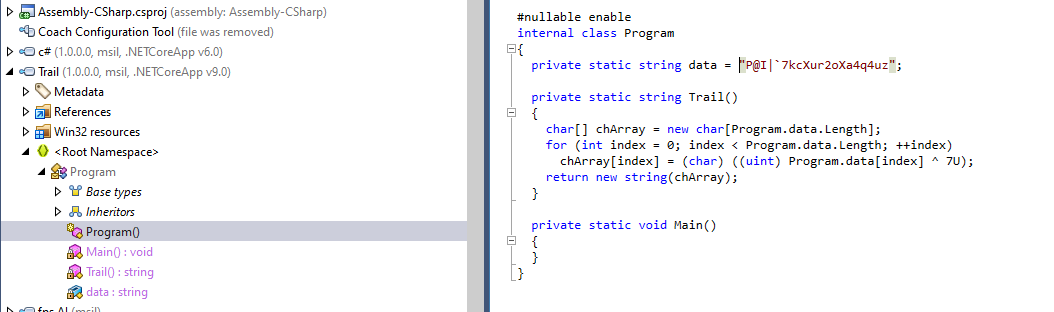 Assembly-CSharp.csproj (assembly: Assembly-CSharp)
Coach Configuration Tool (file was removed)
c# (1.0.0.0, msil, .NETCoreApp v6.0)
Trail (1.0.0.0, msil, .NETCoreApp v9.0)
Metadata
References
Win32 resources
<Root Namespace>
Program
Base types
Inheritors
Program()
Main() : void
Trail() : string
data : string
#nullable enable
internal class Program
{
private static string data = "P@I|`7kcXur2oXa4q4uz";
private static string Trail()
{
char[] chArray = new char[Program.data.Length];
for (int index = 0; index < Program.data.Length; ++index)
chArray[index] = (char) ((uint) Program.data[index] ^ 7U);
return new string(chArray);
}
private static void Main()
{
}
}